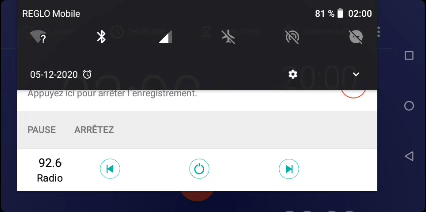 REGLO Mobile 81 % 02:00
?
05-12-2020
Appuyez ici pour arrêter l'enregistrement.
PAUSE ARRÊTEZ
92.6
Radio